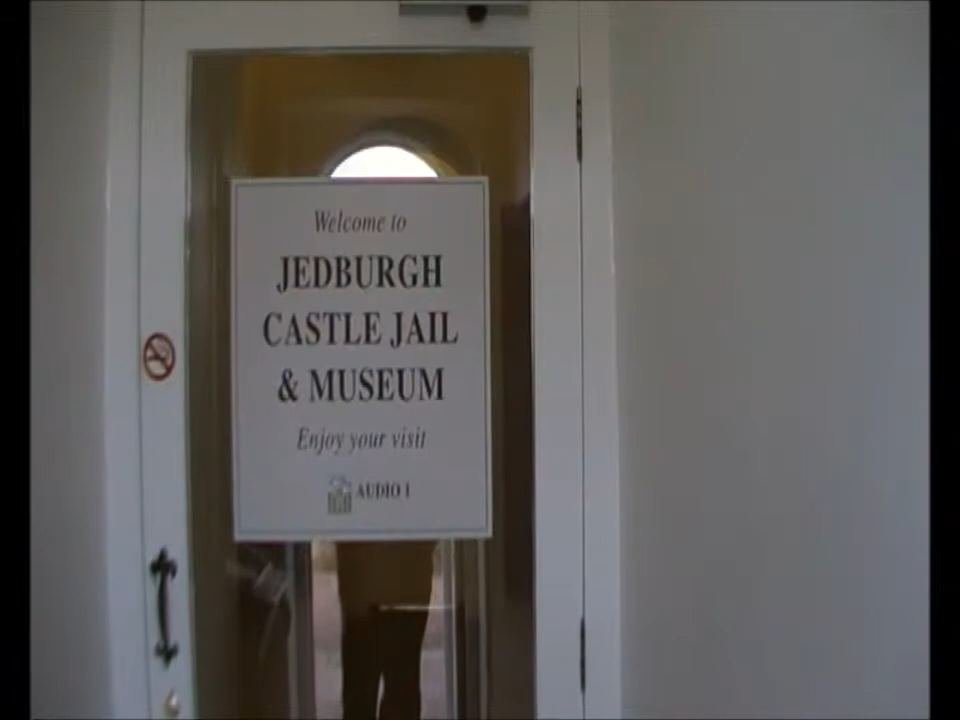 Welcome to
JEDBURGH
CASTLE JAIL
& MUSEUM
Enjoy your visit
AUDIO 1